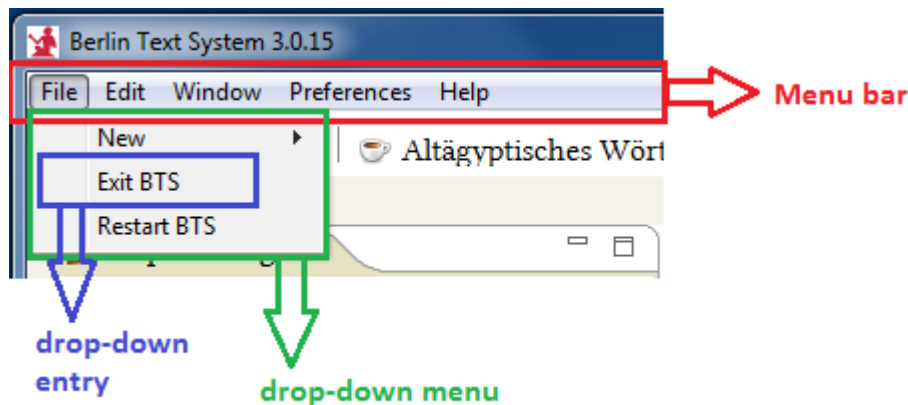 Berlin Text System 3.0.15
File Edit Window Preferences Help
Menu bar
New
Altägyptisches Wört
Exit BTS
Restart BTS
drop-down
entry
drop-down menu